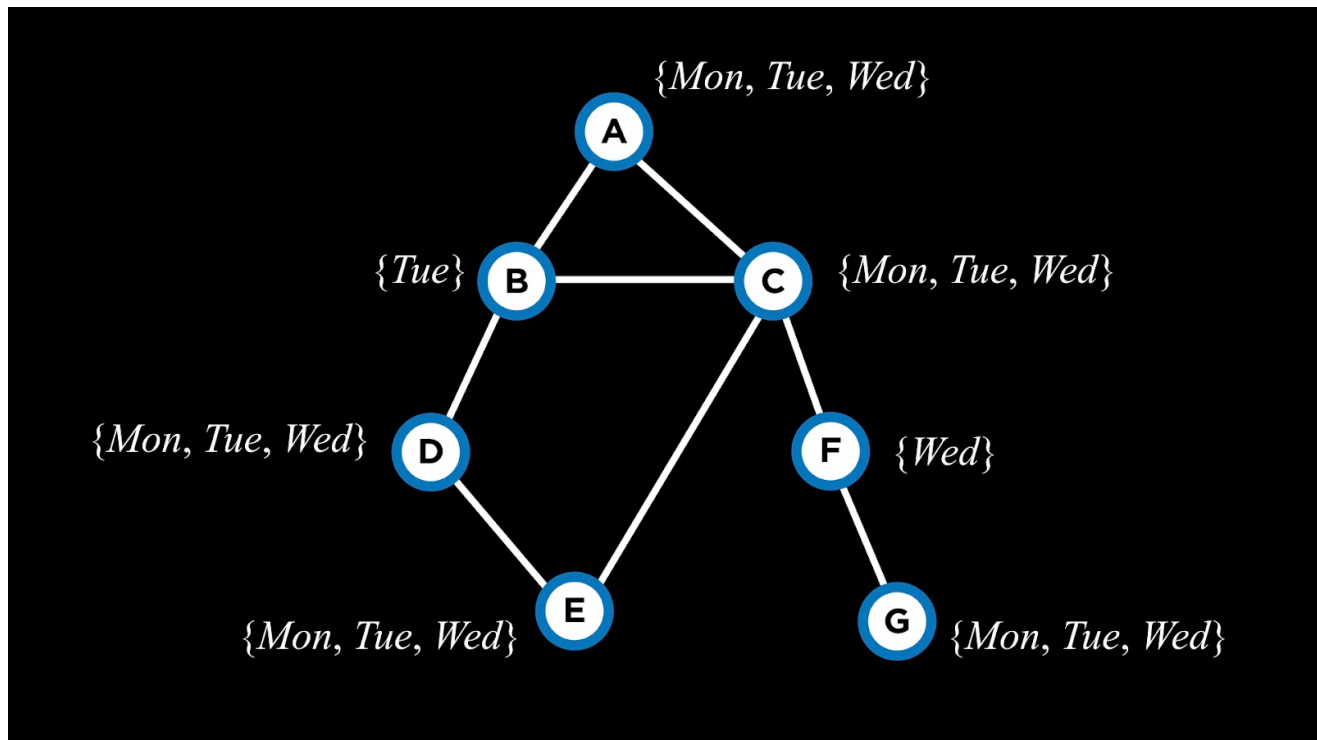 {Mon, Tue, Wed}
A
{Tue}
B
C
{Mon, Tue, Wed}
{Mon, Tue, Wed}
D
F
{Wed}
{Mon, Tue, Wed}
E
G
{Mon, Tue, Wed}